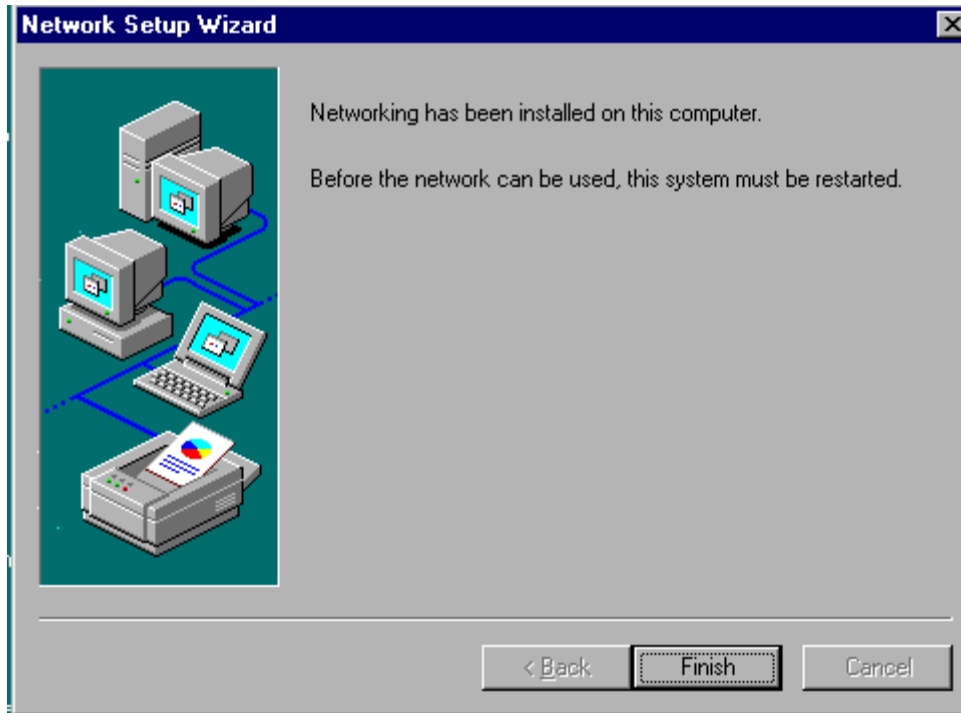 Network Setup Wizard
Networking has been installed on this computer.
Before the network can be used, this system must be restarted.
< Back
Finish
Cancel